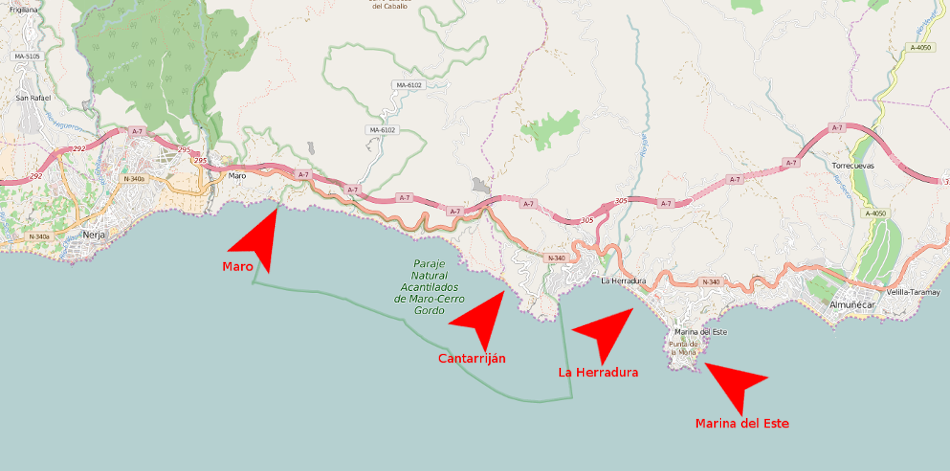 Frigiliana
del Caballo
MA-5105
A-4050
San Rafael
MA-6102
MA-6102
A-7
292
295
295
292
A-7
Maro
A-7
A-7
A-7
A-7
305
305
A-7
A-7
A-7
A-7
Torrecuevas
N-340a
N-340a
Nerja
A-4050
N-340
La Herradura
N-340
Velilla-Taramay
Almuñécar
Paraje
Natural
Acantilados
de Maro-Cerro
Gordo
Marina del Este
Punta de
la Mona
Maro
Cantarriján
La Herradura
Marina del Este